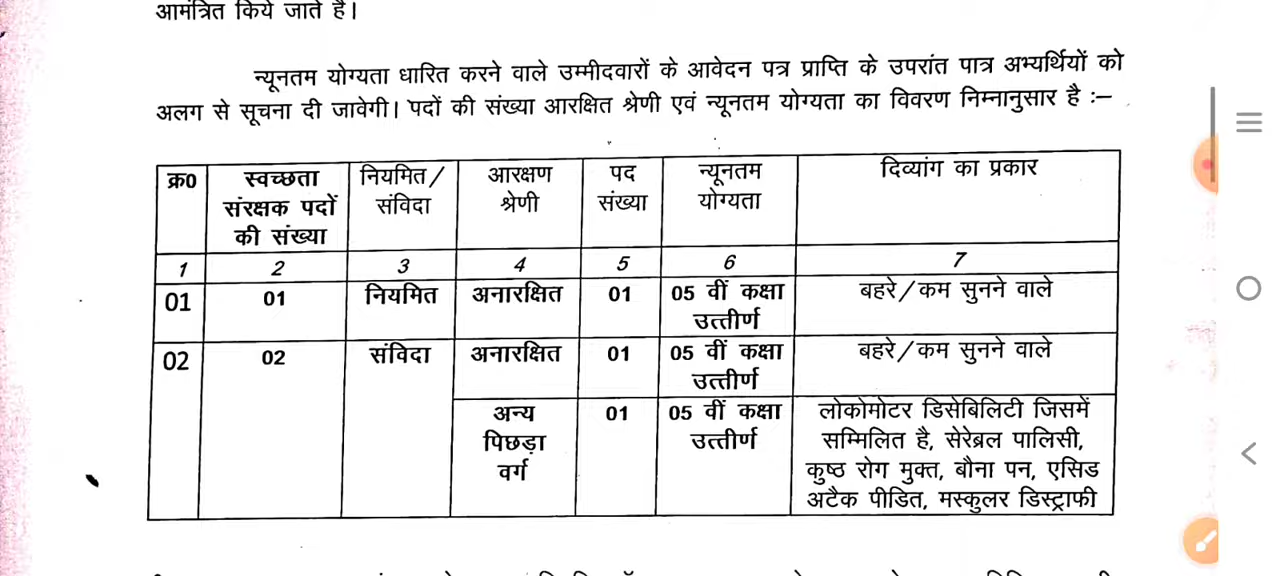 आमंत्रित किये जाते है।
न्यूनतम योग्यता धारित करने वाले उम्मीदवारों के आवेदन पत्र प्राप्ति के उपरांत पात्र अभ्यर्थियों को
अलग से सूचना दी जावेगी। पदों की संख्या आरक्षित श्रेणी एवं न्यूनतम योग्यता का विवरण निम्नानुसार है :–
क्र0 स्वच्छता संरक्षक पदों की संख्या नियमित/ संविदा आरक्षण श्रेणी पद संख्या न्यूनतम योग्यता दिव्यांग का प्रकार
1 2 3 4 5 6 7
01 01 नियमित अनारक्षित 01 05 वीं कक्षा उत्तीर्ण बहरे/कम सुनने वाले
02 02 संविदा अनारक्षित 01 05 वीं कक्षा उत्तीर्ण बहरे/कम सुनने वाले
अन्य पिछड़ा वर्ग 01 05 वीं कक्षा उत्तीर्ण लोकोमोटर डिसेबिलिटी जिसमें
सम्मिलित है, सेरेब्रल पालिसी,
कुष्ठ रोग मुक्त, बौना पन, एसिड
अटैक पीडित, मस्कुलर डिस्ट्राफी